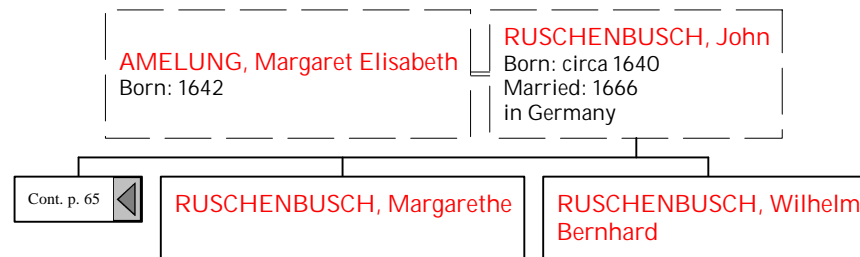 AMELUNG, Margaret Elisabeth
Born: 1642
RUSCHENBUSCH, John
Born: circa 1640
Married: 1666
in Germany
Cont. p. 65
RUSCHENBUSCH, Margarethe
RUSCHENBUSCH, Wilhelm
Bernhard